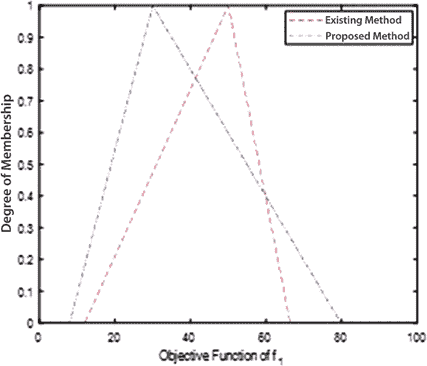 1
0.9
0.8
0.7
0.6
0.5
0.4
0.3
0.2
0.1
0
Degree of Membership
Existing Method
Proposed Method
0 20 40 60 80 100
Objective Function of f1